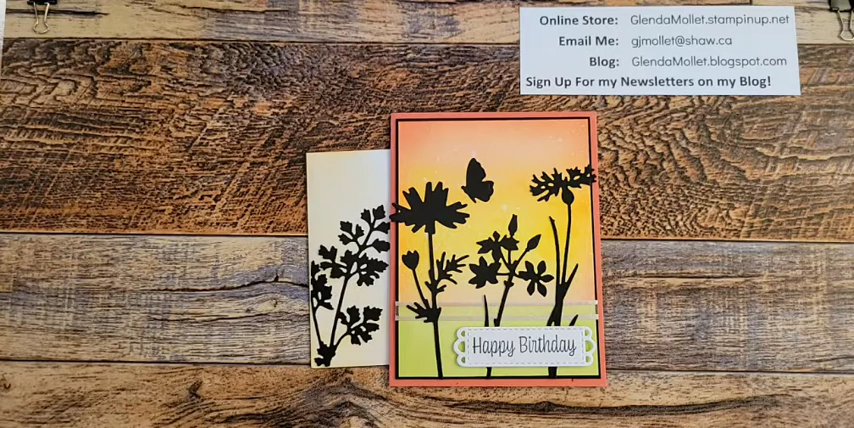 Online Store: GlendaMollet.stampinup.net
Email Me: gjmollet@shaw.ca
Blog: GlendaMollet.blogspot.com
Sign Up For my Newsletters on my Blog!
Happy Birthday